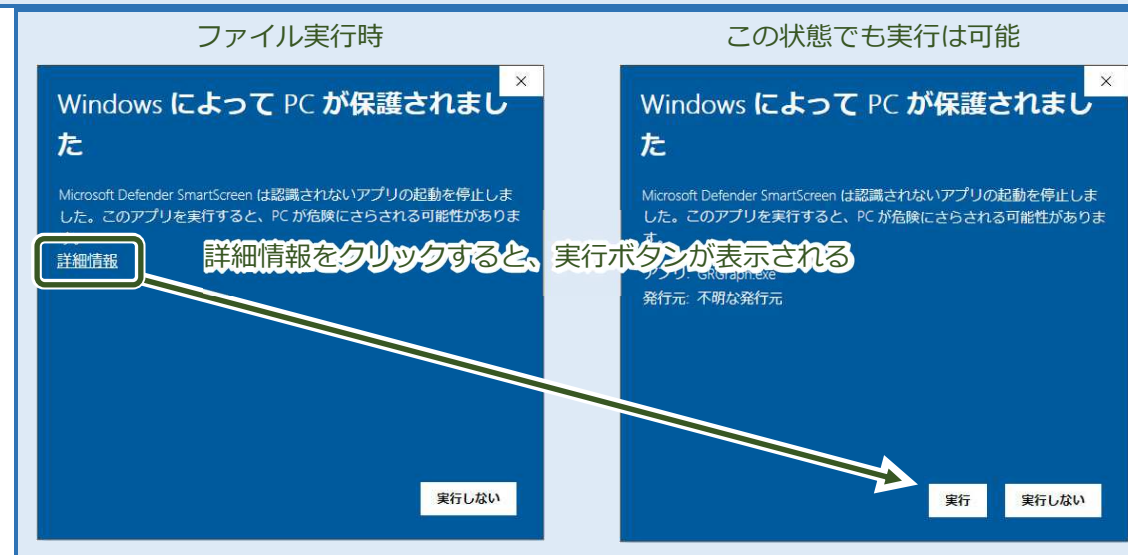 ファイル実行時
Windows によって PC が保護されまし
た
Microsoft Defender SmartScreen は認識されないアプリの起動を停止しま
した。このアプリを実行すると、PC が危険にさらされる可能性がありま
詳細情報
実行しない
詳細情報をクリックすると、実行ボタンが表示される
この状態でも実行は可能
Windows によって PC が保護されまし
た
Microsoft Defender SmartScreen は認識されないアプリの起動を停止しま
した。このアプリを実行すると、PC が危険にさらされる可能性がありま
す。
アプリ: GRGraph.exe
発行元: 不明な発行元
実行
実行しない